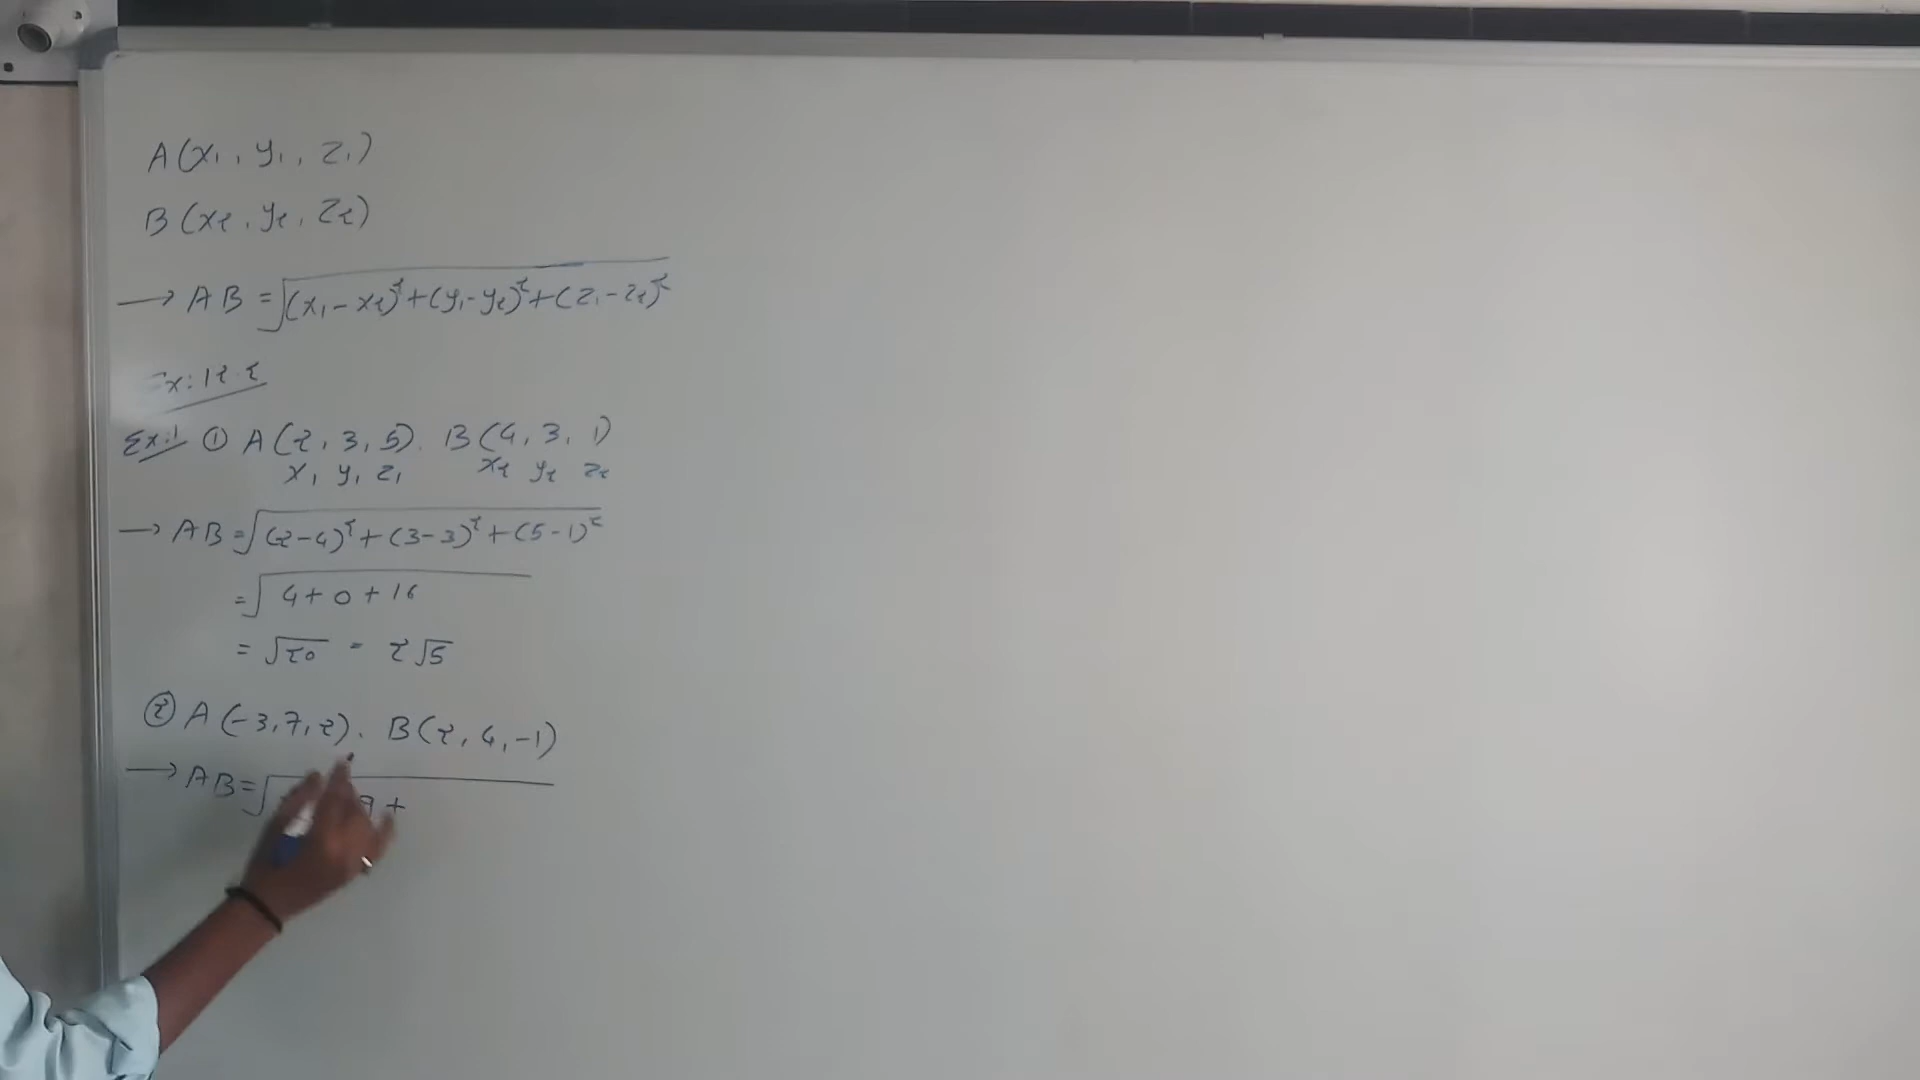 A(x₁, y₁, z₁)
B(x₂, y₂, z₂)
→ AB = √((x₁-x₂)²+(y₁-y₂)²+(z₁-z₂)²)
Ex: 12.2
Ex:1 ① A(2, 3, 5). B(4, 3, 1)
x₁ y₁ z₁ x₂ y₂ z₂
→ AB = √((2-4)²+(3-3)²+(5-1)²)
= √(4+0+16)
= √20 = 2√5
② A(-3,7,2). B(2, 4, -1)
→ AB = √ 9 +